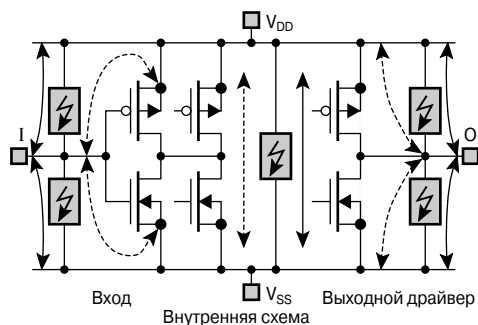 V_DD
I
O
V_SS
Вход
Выходной драйвер
Внутренняя схема